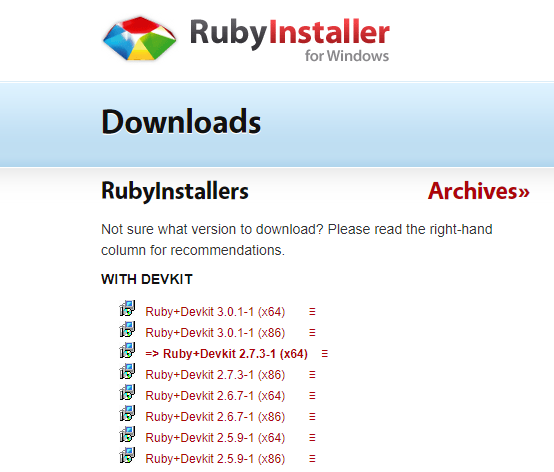 RubyInstaller
for Windows
Downloads
RubyInstallers
Archives»
Not sure what version to download? Please read the right-hand
column for recommendations.
WITH DEVKIT
Ruby+Devkit 3.0.1-1 (x64) ≡
Ruby+Devkit 3.0.1-1 (x86) ≡
=> Ruby+Devkit 2.7.3-1 (x64) ≡
Ruby+Devkit 2.7.3-1 (x86) ≡
Ruby+Devkit 2.6.7-1 (x64) ≡
Ruby+Devkit 2.6.7-1 (x86) ≡
Ruby+Devkit 2.5.9-1 (x64) ≡
Ruby+Devkit 2.5.9-1 (x86) ≡